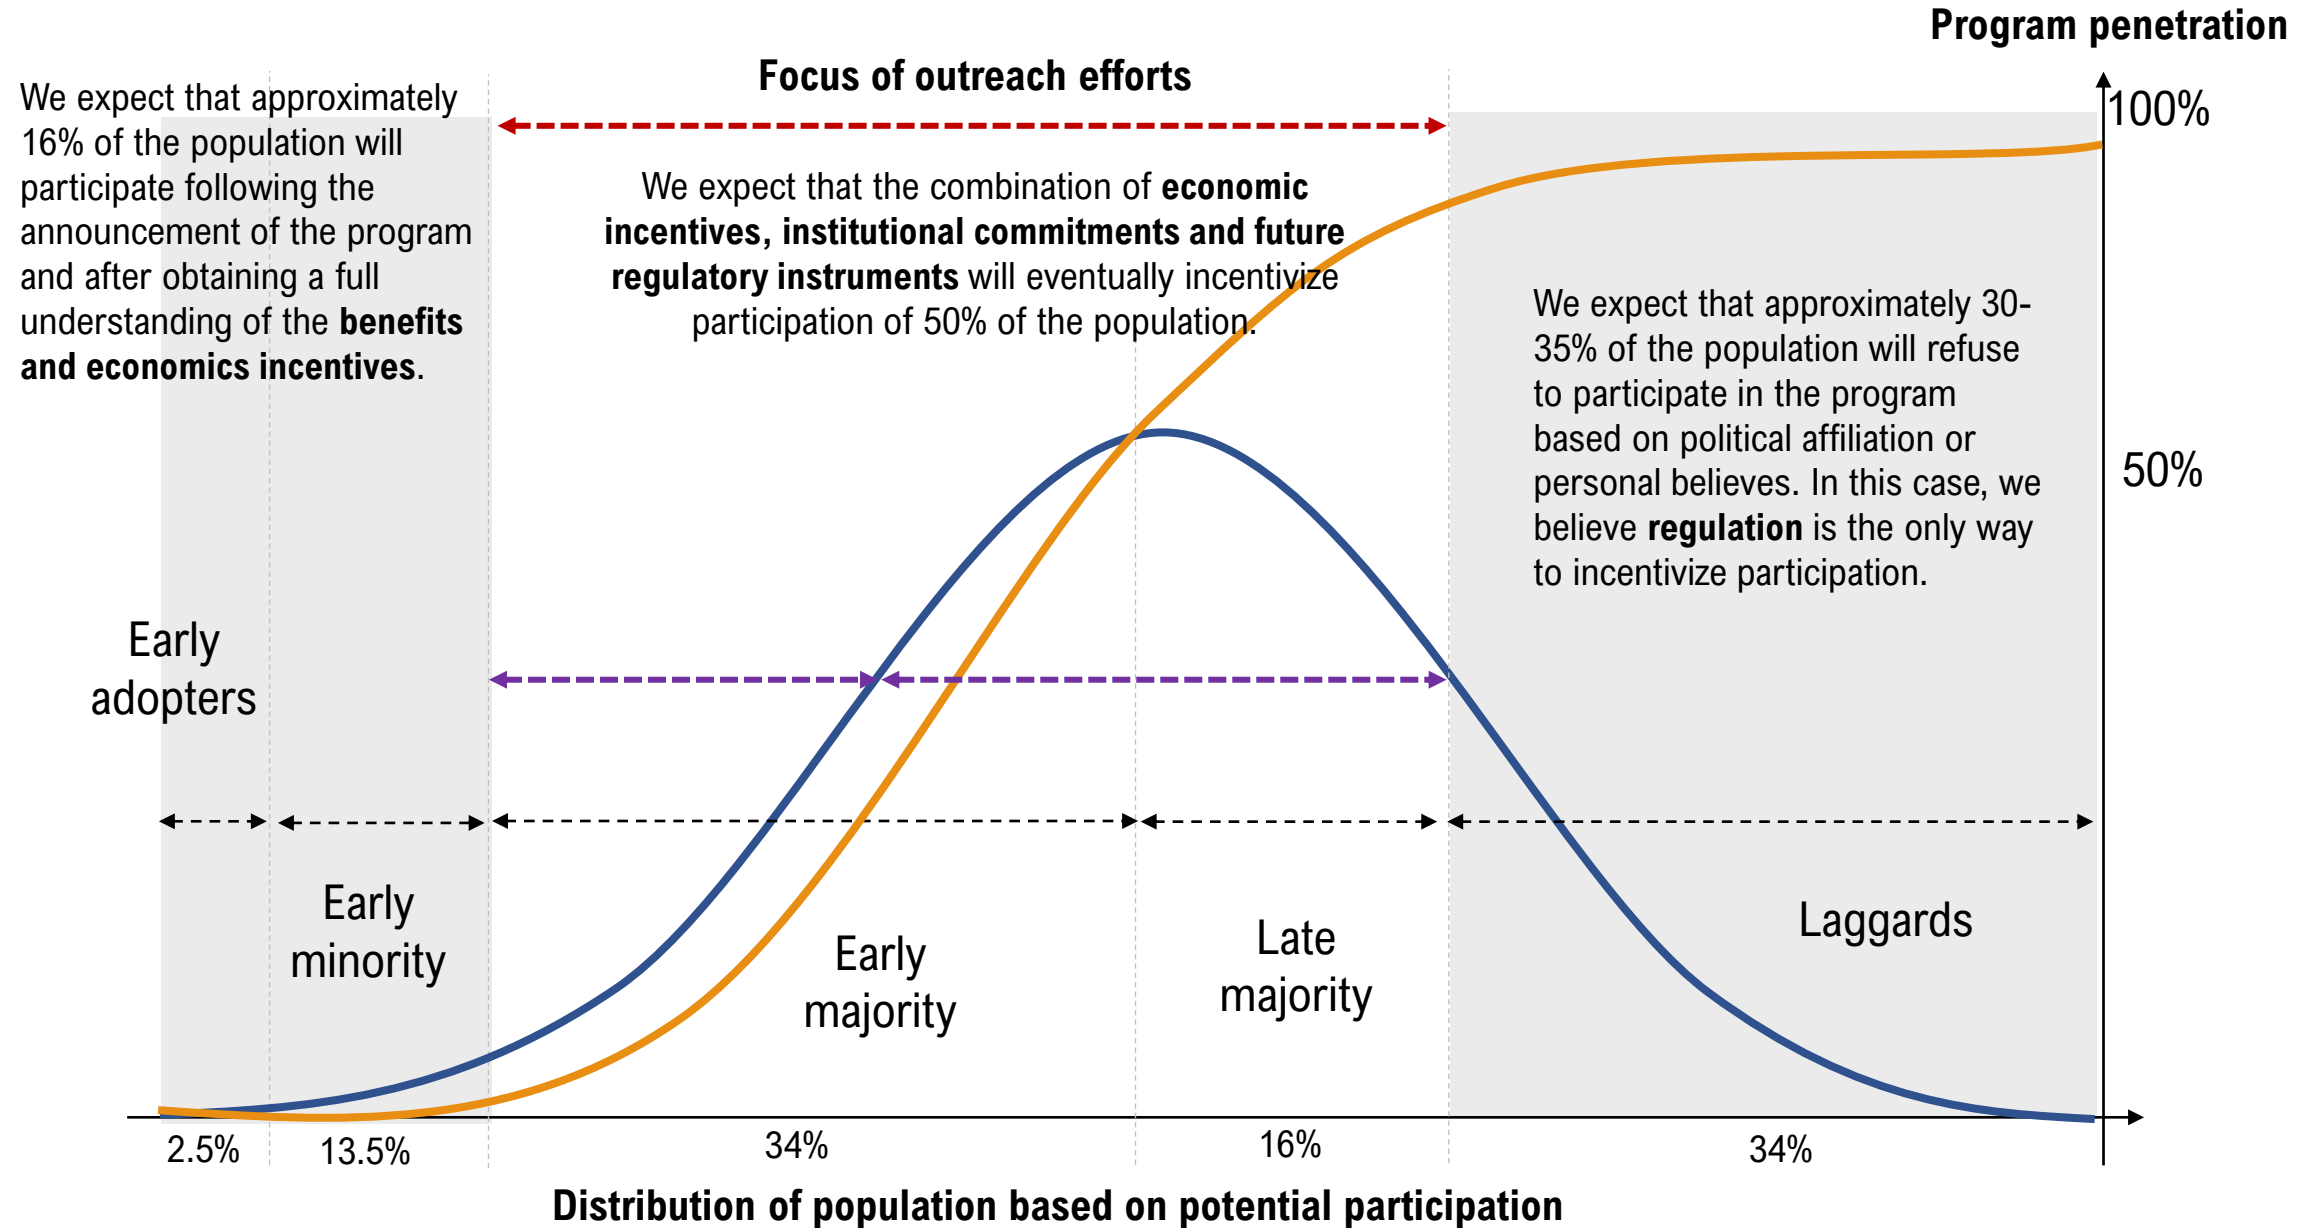 Program penetration
Focus of outreach efforts
100%
We expect that approximately
16% of the population will
participate following the
announcement of the program
and after obtaining a full
understanding of the benefits
and economics incentives.
We expect that the combination of economic
incentives, institutional commitments and future
regulatory instruments will eventually incentivize
participation of 50% of the population.
We expect that approximately 30-
35% of the population will refuse
to participate in the program
based on political affiliation or
personal believes. In this case, we
believe regulation is the only way
to incentivize participation.
50%
Early
adopters
Early
minority
Early
majority
Late
majority
Laggards
2.5%
13.5%
34%
16%
34%
Distribution of population based on potential participation